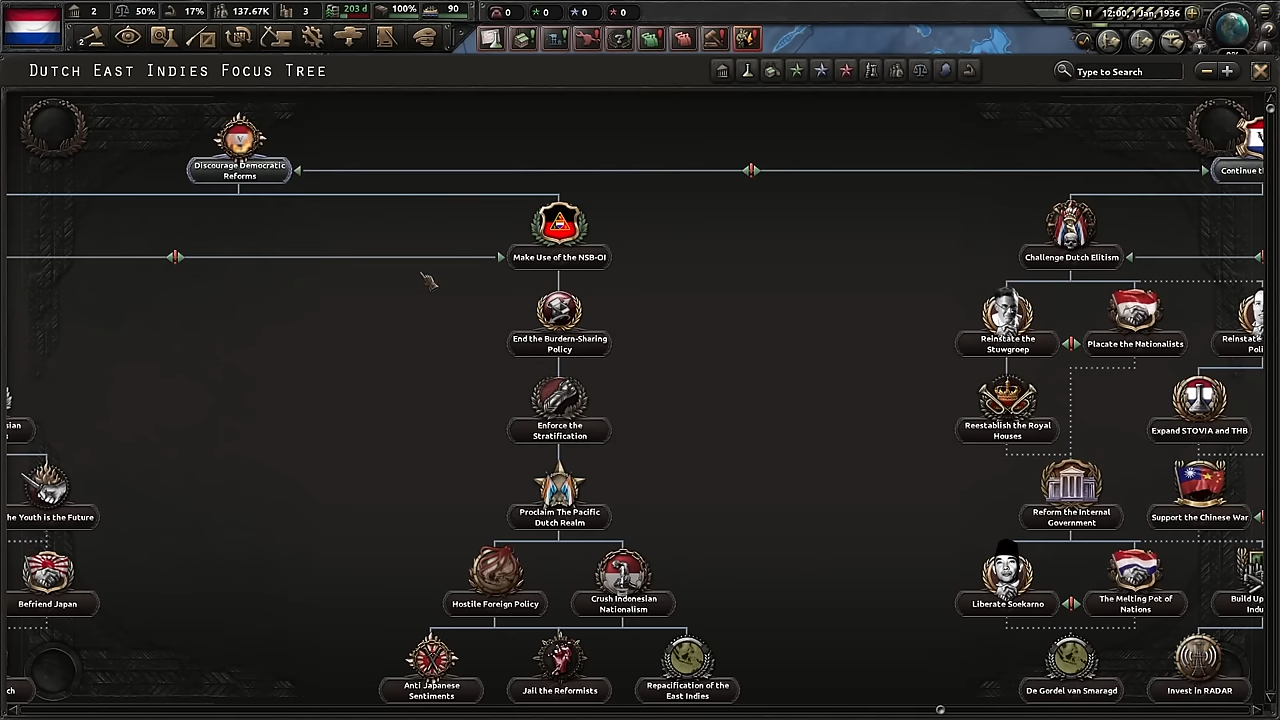 2
50%
17%
137.67K
3
203 d
100%
90
0
0
0
0
12:00, 1 Jan, 1936
2
0%
DUTCH EAST INDIES FOCUS TREE
Type to Search
Discourage Democratic
Reforms
Make Use of the NSB-OI
Challenge Dutch Elitism
End the Burdern-Sharing
Policy
Reinstate the
Stuwgroep
Placate the Nationalists
Enforce the
Stratification
Reestablish the Royal
Houses
Expand STOVIA and THB
he Youth is the Future
Proclaim The Pacific
Dutch Realm
Reform the Internal
Government
Support the Chinese War
Befriend Japan
Hostile Foreign Policy
Crush Indonesian
Nationalism
Liberate Soekarno
The Melting Pot of
Nations
Build Up
Anti Japanese
Sentiments
Jail the Reformists
Repacification of the
East Indies
De Gordel van Smaragd
Invest in RADAR